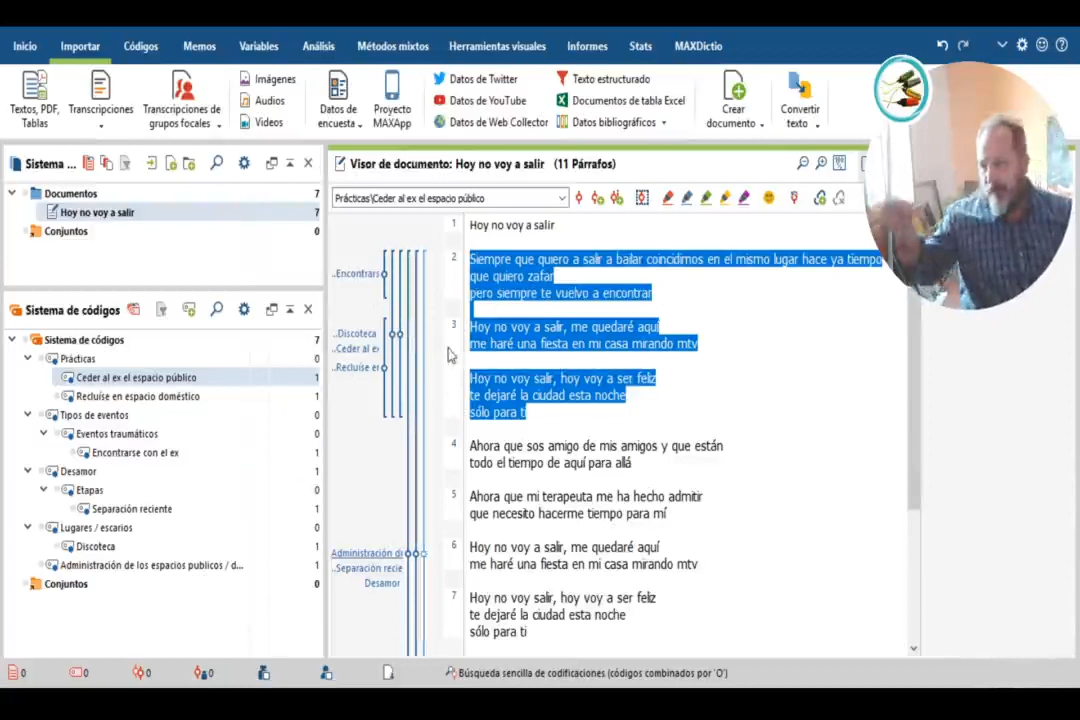 Inicio Importar Códigos Memos Variables Análisis Métodos mixtos Herramientas visuales Informes Stats MAXDictio
Textos, PDF, Tablas
Transcripciones
Transcripciones de grupos focales
Imágenes
Audios
Videos
Datos de encuesta
Proyecto MAXApp
Datos de Twitter
Datos de YouTube
Datos de Web Collector
Texto estructurado
Documentos de tabla Excel
Datos bibliográficos
Crear documento
Convertir texto
Sistema ...
Documentos 7
Hoy no voy a salir 7
Conjuntos 0
Sistema de códigos
Sistema de códigos 7
Prácticas 0
Ceder al ex el espacio público 1
Recluíse en espacio doméstico 1
Tipos de eventos 0
Eventos traumáticos 0
Encontrarse con el ex 1
Desamor 1
Etapas 0
Separación reciente 1
Lugares / escarios 0
Discoteca 1
Administración de los espacios publicos / d... 1
Conjuntos 0
Visor de documento: Hoy no voy a salir (11 Párrafos)
Prácticas\Ceder al ex el espacio público
..Encontrars
..Discoteca
..Ceder al ex
..Recluíse er
Administración d
..Separación recie
Desamor
1 Hoy no voy a salir
2 Siempre que quiero a salir a bailar coincidimos en el mismo lugar hace ya tiempo
que quiero zafar
pero siempre te vuelvo a encontrar
3 Hoy no voy a salir, me quedaré aquí
me haré una fiesta en mi casa mirando mtv
Hoy no voy salir, hoy voy a ser feliz
te dejaré la ciudad esta noche
sólo para ti
4 Ahora que sos amigo de mis amigos y que están
todo el tiempo de aquí para allá
5 Ahora que mi terapeuta me ha hecho admitir
que necesito hacerme tiempo para mí
6 Hoy no voy a salir, me quedaré aquí
me haré una fiesta en mi casa mirando mtv
7 Hoy no voy salir, hoy voy a ser feliz
te dejaré la ciudad esta noche
sólo para ti
0 0 0 0
Búsqueda sencilla de codificaciones (códigos combinados por 'O')